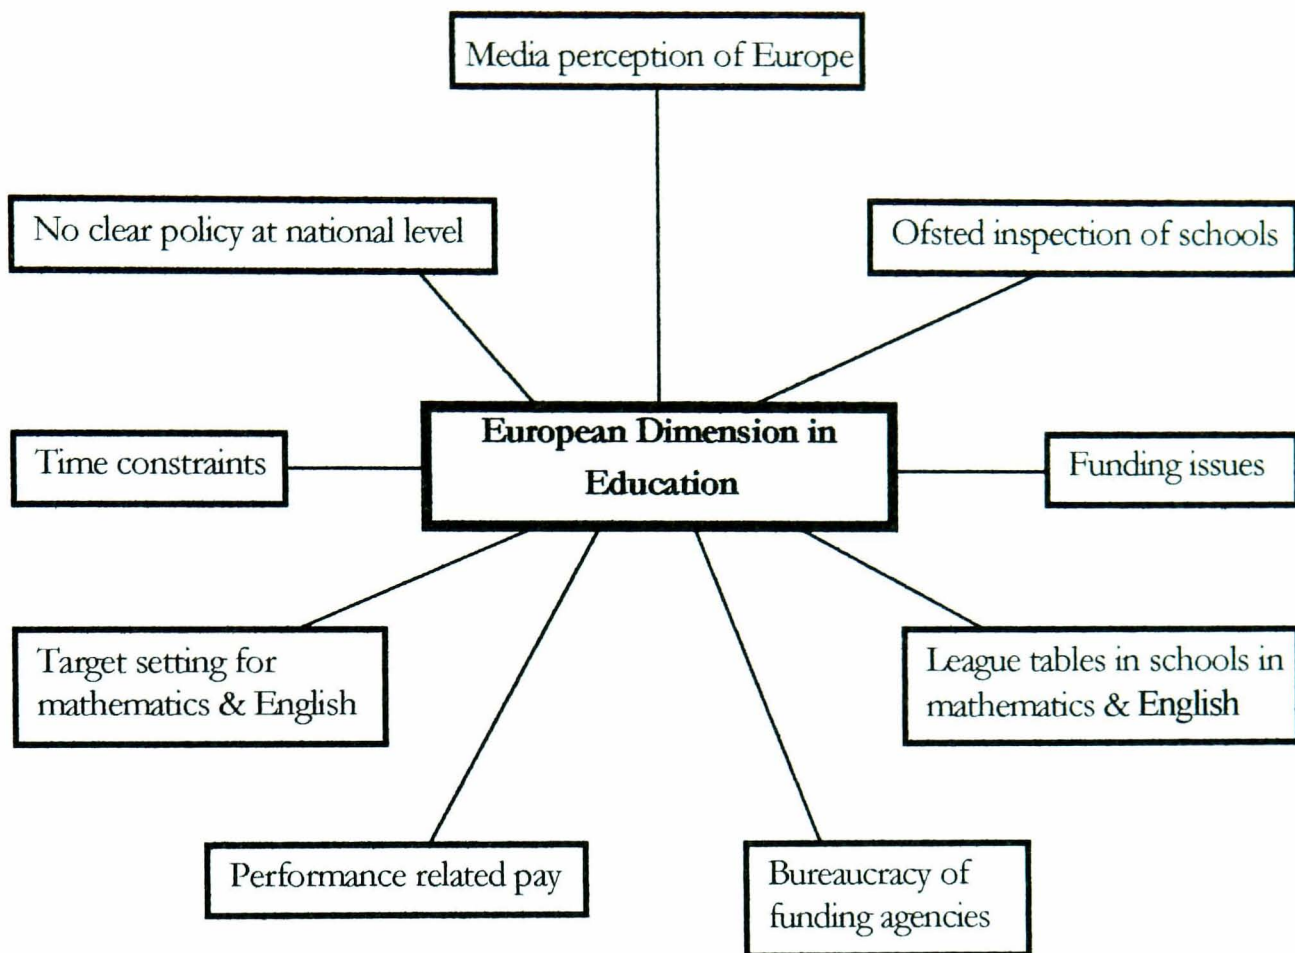 Media perception of Europe
No clear policy at national level
Ofsted inspection of schools
European Dimension in
Education
Time constraints
Funding issues
Target setting for
mathematics & English
League tables in schools in
mathematics & English
Performance related pay
Bureaucracy of
funding agencies